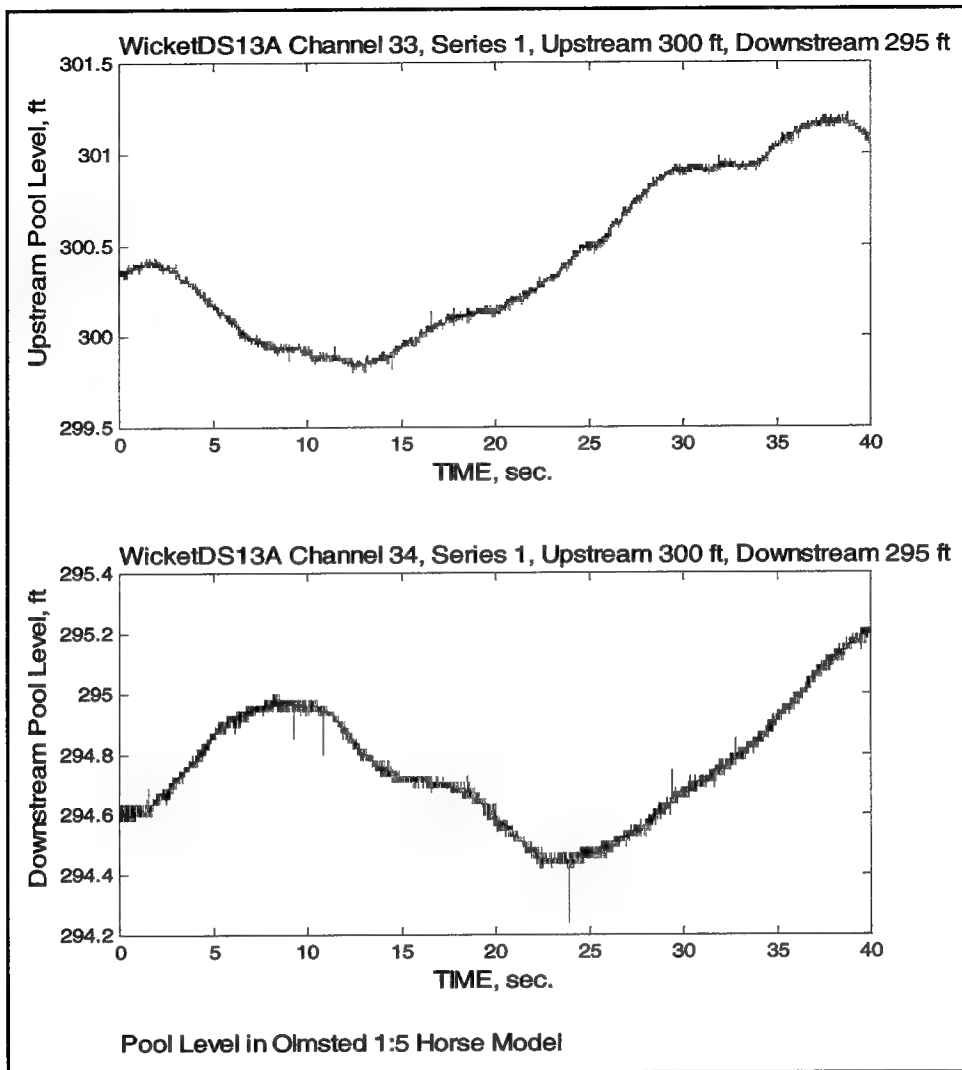 WicketDS13A Channel 33, Series 1, Upstream 300 ft, Downstream 295 ft
301.5
301
300.5
300
299.5
Upstream Pool Level, ft
0 5 10 15 20 25 30 35 40
TIME, sec.
WicketDS13A Channel 34, Series 1, Upstream 300 ft, Downstream 295 ft
295.4
295.2
295
294.8
294.6
294.4
294.2
Downstream Pool Level, ft
0 5 10 15 20 25 30 35 40
TIME, sec.
Pool Level in Olmsted 1:5 Horse Model